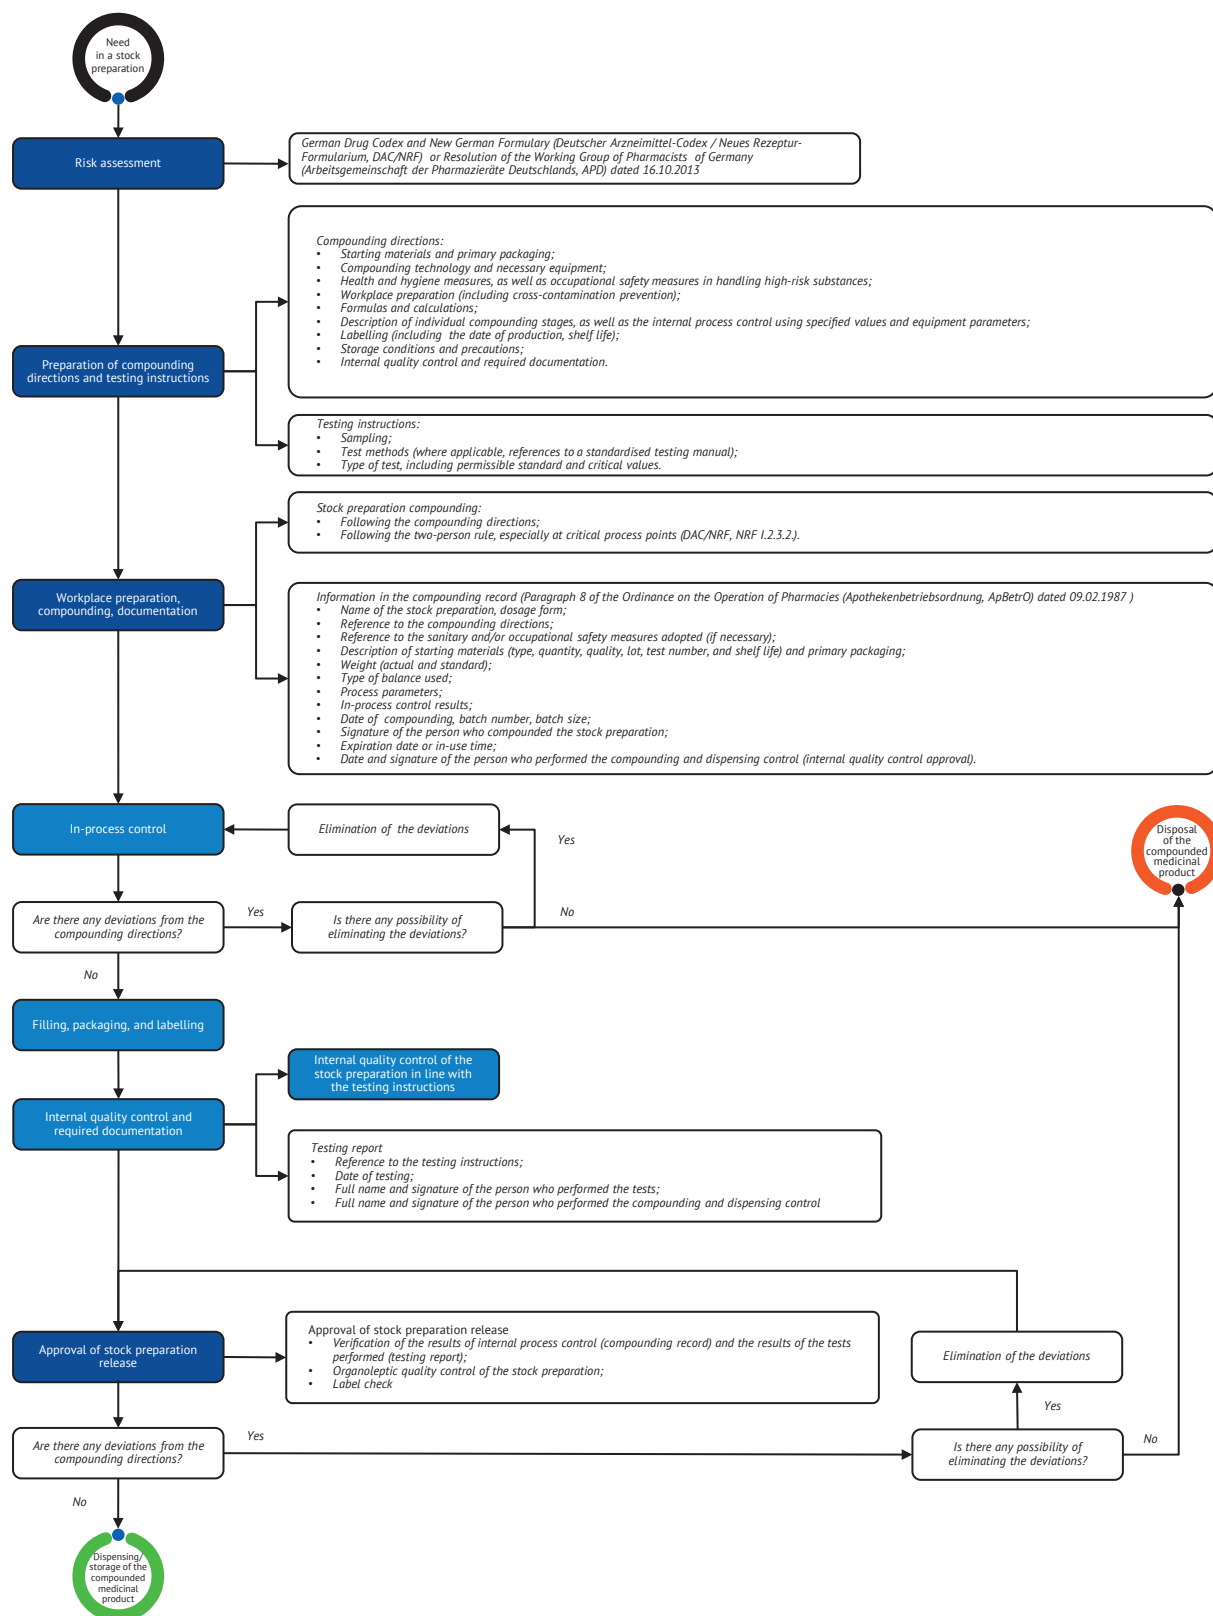 Need
in a stock
preparation
Risk assessment
German Drug Codex and New German Formulary (Deutscher Arzneimittel-Codex / Neues Rezeptur-
Formularium, DAC/NRF) or Resolution of the Working Group of Pharmacists of Germany
(Arbeitsgemeinschaft der Pharmazieräte Deutschlands, APD) dated 16.10.2013
Compounding directions:
• Starting materials and primary packaging;
• Compounding technology and necessary equipment;
• Health and hygiene measures, as well as occupational safety measures in handling high-risk substances;
• Workplace preparation (including cross-contamination prevention);
• Formulas and calculations;
• Description of individual compounding stages, as well as the internal process control using specified values and equipment parameters;
• Labelling (including the date of production, shelf life);
• Storage conditions and precautions;
• Internal quality control and required documentation.
Preparation of compounding
directions and testing instructions
Testing instructions:
• Sampling;
• Test methods (where applicable, references to a standardised testing manual);
• Type of test, including permissible standard and critical values.
Stock preparation compounding:
• Following the compounding directions;
• Following the two-person rule, especially at critical process points (DAC/NRF, NRF I.2.3.2.).
Workplace preparation,
compounding, documentation
Information in the compounding record (Paragraph 8 of the Ordinance on the Operation of Pharmacies (Apothekenbetriebsordnung, ApBetrO) dated 09.02.1987 )
• Name of the stock preparation, dosage form;
• Reference to the compounding directions;
• Reference to the sanitary and/or occupational safety measures adopted (if necessary);
• Description of starting materials (type, quantity, quality, lot, test number, and shelf life) and primary packaging;
• Weight (actual and standard);
• Type of balance used;
• Process parameters;
• In-process control results;
• Date of compounding, batch number, batch size;
• Signature of the person who compounded the stock preparation;
• Expiration date or in-use time;
• Date and signature of the person who performed the compounding and dispensing control (internal quality control approval).
In-process control
Elimination of the deviations
Yes
Disposal
of the
compounded
medicinal
product
Are there any deviations from the
compounding directions?
Yes
Is there any possibility of
eliminating the deviations?
No
No
Filling, packaging, and labelling
Internal quality control of the
stock preparation in line with
the testing instructions
Internal quality control and
required documentation
Testing report
• Reference to the testing instructions;
• Date of testing;
• Full name and signature of the person who performed the tests;
• Full name and signature of the person who performed the compounding and dispensing control
Approval of stock preparation
release
Approval of stock preparation release
• Verification of the results of internal process control (compounding record) and the results of the tests
performed (testing report);
• Organoleptic quality control of the stock preparation;
• Label check
Elimination of the deviations
Yes
Are there any deviations from the
compounding directions?
Yes
Is there any possibility of
eliminating the deviations?
No
No
Dispensing/
storage of the
compounded
medicinal
product